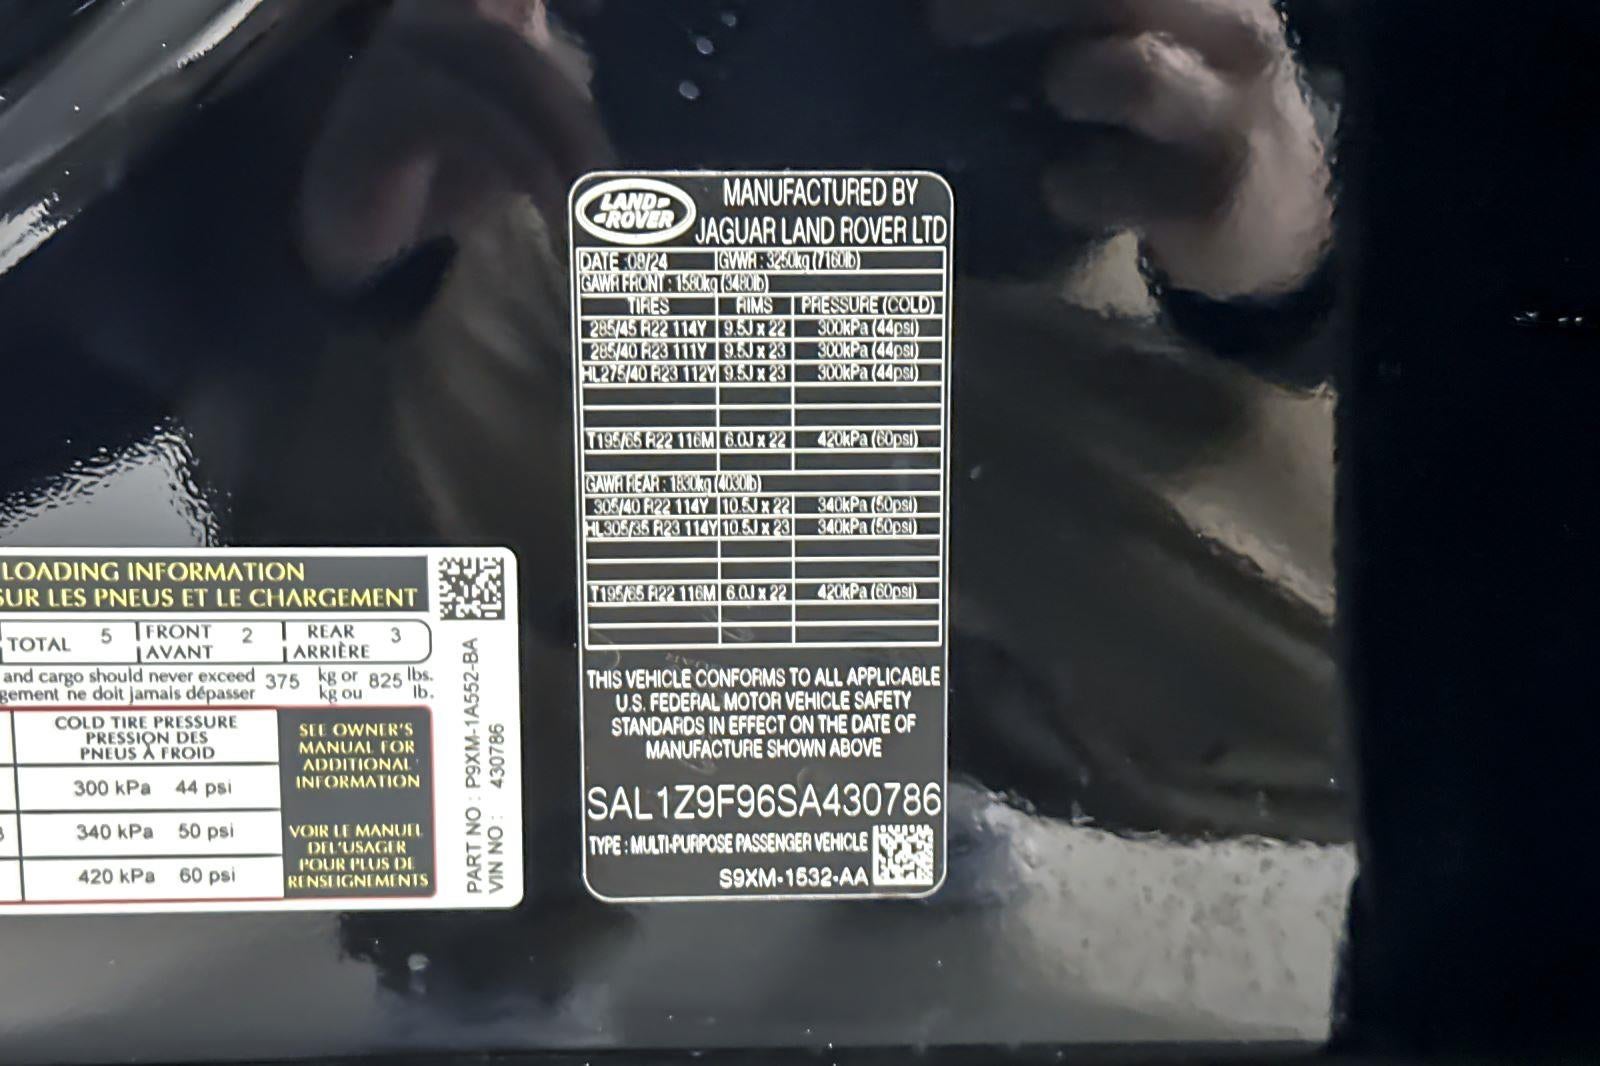 LAND ROVER
MANUFACTURED BY
JAGUAR LAND ROVER LTD
DATE : 08/24 GVWR : 3250kg (7160lb)
GAWR FRONT : 1580kg (3480lb)
TIRES RIMS PRESSURE (COLD)
285/45 R22 114Y 9.5J x 22 300kPa (44psi)
285/40 R23 111Y 9.5J x 23 300kPa (44psi)
HL275/40 R23 112Y 9.5J x 23 300kPa (44psi)
T195/65 R22 116M 6.0J x 22 420kPa (60psi)
GAWR REAR : 1830kg (4030lb)
305/40 R22 114Y 10.5J x 22 340kPa (50psi)
HL305/35 R23 114Y 10.5J x 23 340kPa (50psi)
T195/65 R22 116M 6.0J x 22 420kPa (60psi)
THIS VEHICLE CONFORMS TO ALL APPLICABLE
U.S. FEDERAL MOTOR VEHICLE SAFETY
STANDARDS IN EFFECT ON THE DATE OF
MANUFACTURE SHOWN ABOVE
SAL1Z9F96SA430786
TYPE : MULTI-PURPOSE PASSENGER VEHICLE
S9XM-1532-AA
LOADING INFORMATION
SUR LES PNEUS ET LE CHARGEMENT
TOTAL 5 FRONT 2 REAR 3
AVANT ARRIÈRE
and cargo should never exceed 375 kg or 825 lbs.
gement ne doit jamais dépasser kg ou lb.
COLD TIRE PRESSURE
PRESSION DES
PNEUS À FROID
300 kPa 44 psi
340 kPa 50 psi
420 kPa 60 psi
SEE OWNER'S
MANUAL FOR
ADDITIONAL
INFORMATION
VOIR LE MANUEL
DE L'USAGER
POUR PLUS DE
RENSEIGNEMENTS
PART NO : P9XM-1A552-BA
VIN NO : 430786